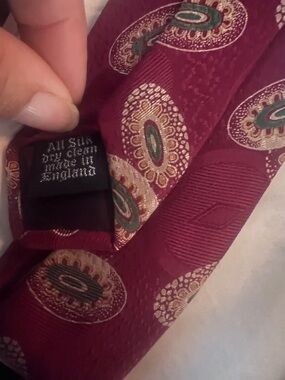 All Silk
dry clean
made in
England